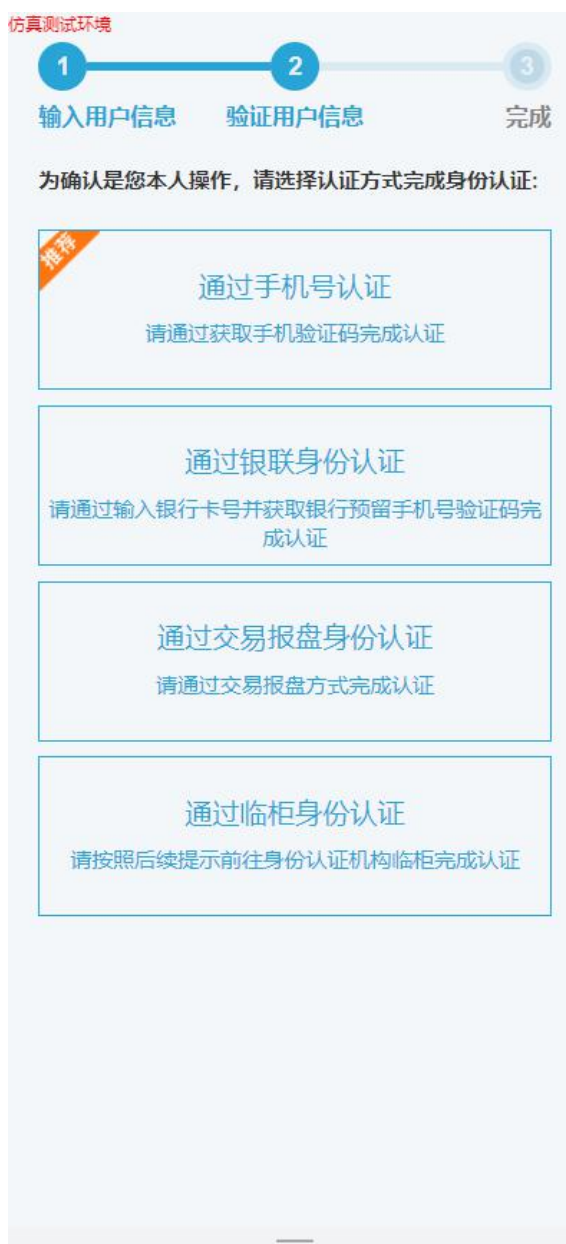 仿真测试环境
1 2 3
输入用户信息 验证用户信息 完成
为确认是您本人操作，请选择认证方式完成身份认证:
推荐
通过手机号认证
请通过获取手机验证码完成认证
通过银联身份认证
请通过输入银行卡号并获取银行预留手机号验证码完
成认证
通过交易报盘身份认证
请通过交易报盘方式完成认证
通过临柜身份认证
请按照后续提示前往身份认证机构临柜完成认证